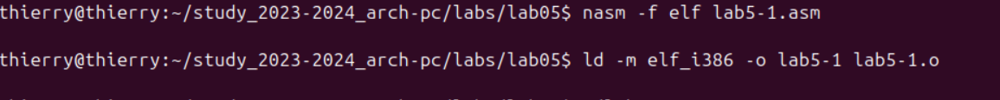 thierry@thierry:~/study_2023-2024_arch-pc/labs/lab05$ nasm -f elf lab5-1.asm
thierry@thierry:~/study_2023-2024_arch-pc/labs/lab05$ ld -m elf_i386 -o lab5-1 lab5-1.o